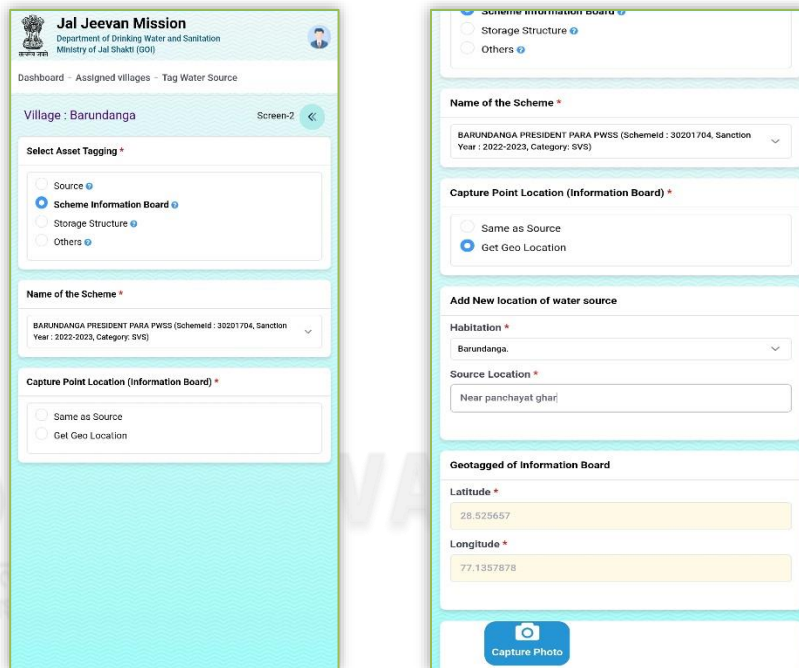 Jal Jeevan Mission
Department of Drinking Water and Sanitation
Ministry of Jal Shakti (GOI)
Dashboard - Assigned villages - Tag Water Source
Village : Barundanga
Screen-2
Select Asset Tagging *
Source
Scheme Information Board
Storage Structure
Others
Name of the Scheme *
BARUNDANGA PRESIDENT PARA PWSS (SchemeId : 30201704, Sanction
Year : 2022-2023, Category: SVS)
Capture Point Location (Information Board) *
Same as Source
Get Geo Location
Scheme Information Board
Storage Structure
Others
Name of the Scheme *
BARUNDANGA PRESIDENT PARA PWSS (SchemeId : 30201704, Sanction
Year : 2022-2023, Category: SVS)
Capture Point Location (Information Board) *
Same as Source
Get Geo Location
Add New location of water source
Habitation *
Barundanga.
Source Location *
Near panchayat ghar
Geotagged of Information Board
Latitude *
28.525657
Longitude *
77.1357878
Capture Photo